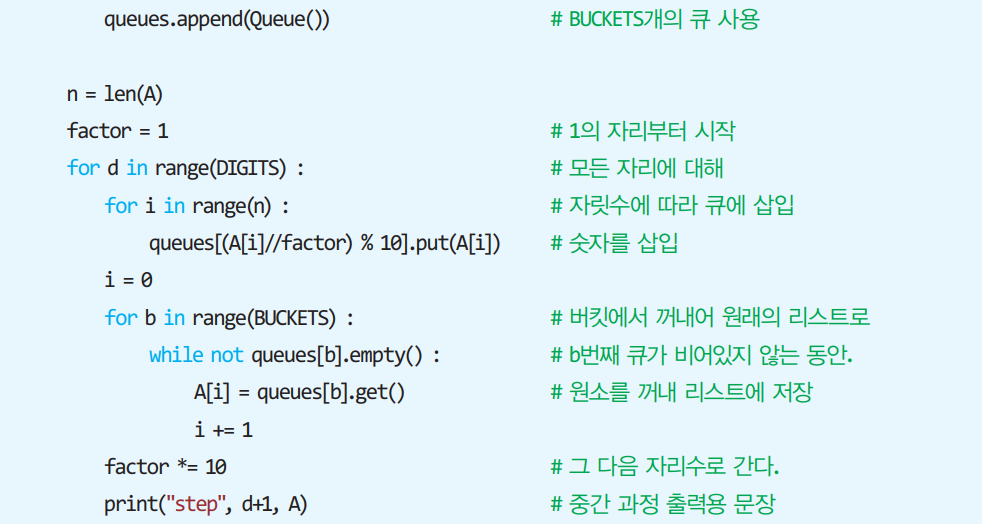 queues.append(Queue()) # BUCKETS개의 큐 사용
n = len(A)
factor = 1 # 1의 자리부터 시작
for d in range(DIGITS) : # 모든 자리에 대해
for i in range(n) : # 자릿수에 따라 큐에 삽입
queues[(A[i]//factor) % 10].put(A[i]) # 숫자를 삽입
i = 0
for b in range(BUCKETS) : # 버킷에서 꺼내어 원래의 리스트로
while not queues[b].empty() : # b번째 큐가 비어있지 않는 동안.
A[i] = queues[b].get() # 원소를 꺼내 리스트에 저장
i += 1
factor *= 10 # 그 다음 자리수로 간다.
print("step", d+1, A) # 중간 과정 출력용 문장